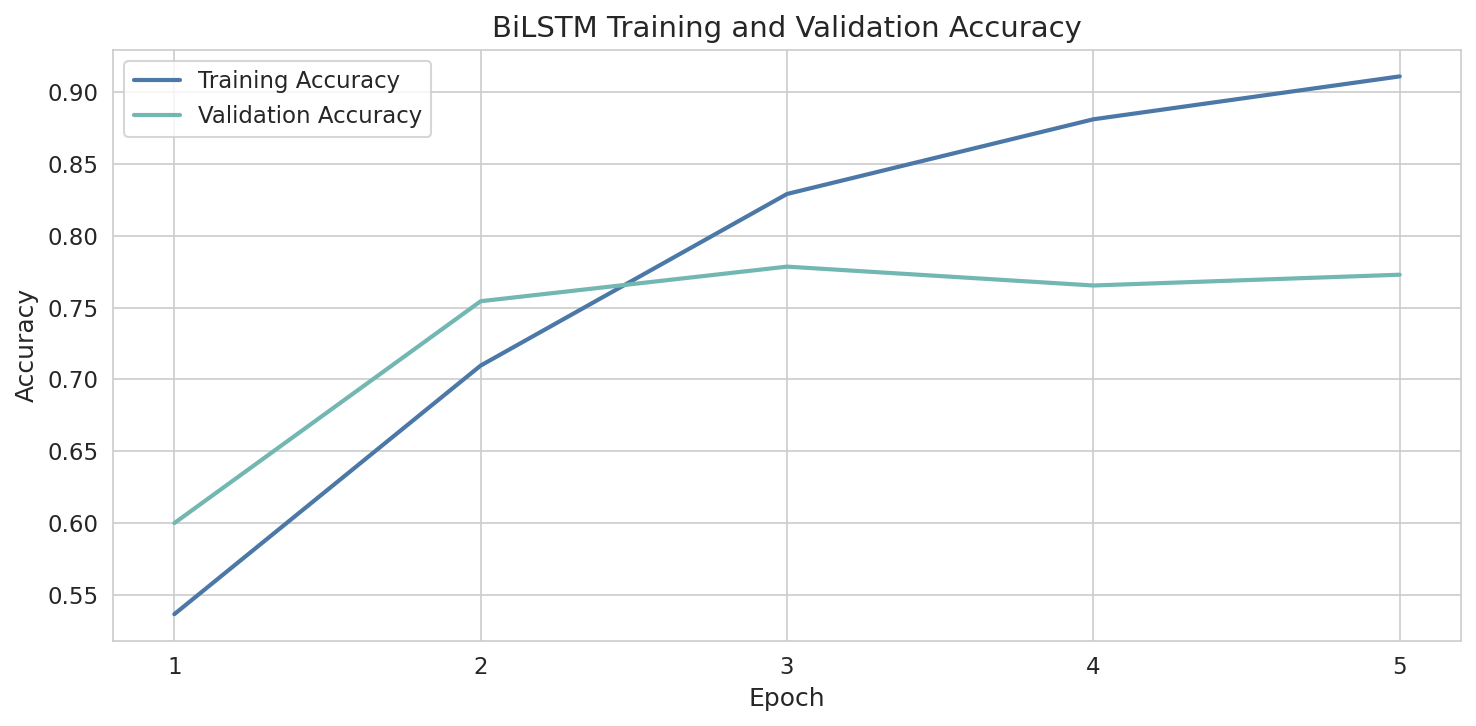 BiLSTM Training and Validation Accuracy
Training Accuracy
Validation Accuracy
0.90
0.85
0.80
0.75
0.70
0.65
0.60
0.55
Accuracy
1 2 3 4 5
Epoch